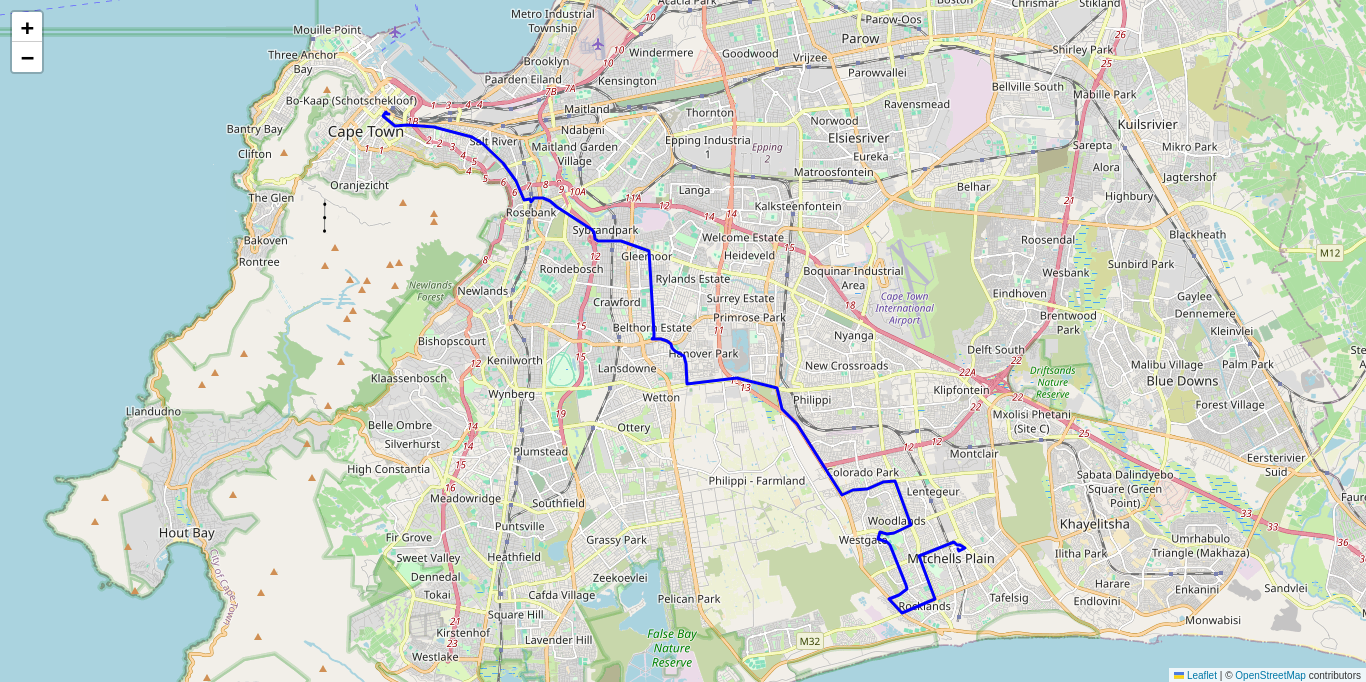 +
−
Metro Industrial
Township
Acacia Park
Boston
Chrismar
Stikland
Mouille Point
Parow-Oos
Parow
26
Three Anchor
Bay
Brooklyn
10
Windermere
Goodwood
Vrijzee
Shirley Park
25
Paarden Eiland
Kensington
Parowvallei
Bellville South
Mabille Park
7B
7A
Bo-Kaap (Schotschekloof)
Maitland
Thornton
Ravensmead
Bantry Bay
Cape Town
1B
Salt River
Ndabeni
Norwood
Kuilsrivier
Clifton
Maitland Garden
Village
Epping Industria
1
Epping
2
Elsiesriver
Eureka
Sarepta
Mikro Park
Oranjezicht
Matroosfontein
Alora
Jagtershof
The Glen
10A
11A
Langa
Belhar
Highbury
21
Rosebank
12
14
Kalksteenfontein
Bakoven
Sybrandpark
Welcome Estate
15
Roosendal
Blackheath
Rontree
Gleemoor
Heideveld
M12
8
Rondebosch
Boquinar Industrial
Area
Wesbank
Sunbird Park
Newlands
Forest
Newlands
Rylands Estate
Crawford
Surrey Estate
Cape Town
International
Airport
Eindhoven
Gaylee
18
Dennemere
Belthorn Estate
Primrose Park
Brentwood
Park
Kleinvlei
Bishopscourt
11
Nyanga
Kenilworth
Hanover Park
Delft South
Malibu Village
Palm Park
Klaassenbosch
Lansdowne
New Crossroads
22A
Driftsands
Nature
Reserve
Blue Downs
Wynberg
Wetton
13
Philippi
Klipfontein
22
Forest Village
Llandudno
19
Mxolisi Phetani
(Site C)
Belle Ombre
Ottery
25
Silverhurst
Plumstead
12
Montclair
Eersterivier
Suid
High Constantia
Colorado Park
Sabata Dalindyebo
Square (Green
Point)
Faure
16
Meadowridge
Southfield
Philippi - Farmland
Lentegeur
33
Hout Bay
Puntsville
Woodlands
Khayelitsha
Fir Grove
Grassy Park
Westgate
Umrhabulo
Triangle (Makhaza)
Sweet Valley
Heathfield
Mitchells Plain
Ilitha Park
City of Cape Town
Dennedal
Zeekoevlei
Harare
Sandvlei
Tokai
Cafda Village
Pelican Park
Rocklands
Tafelsig
Endlovini
Enkanini
21
Square Hill
Monwabisi
23
Kirstenhof
Lavender Hill
False Bay
Nature
Reserve
M32
Westlake
Leaflet | © OpenStreetMap contributors